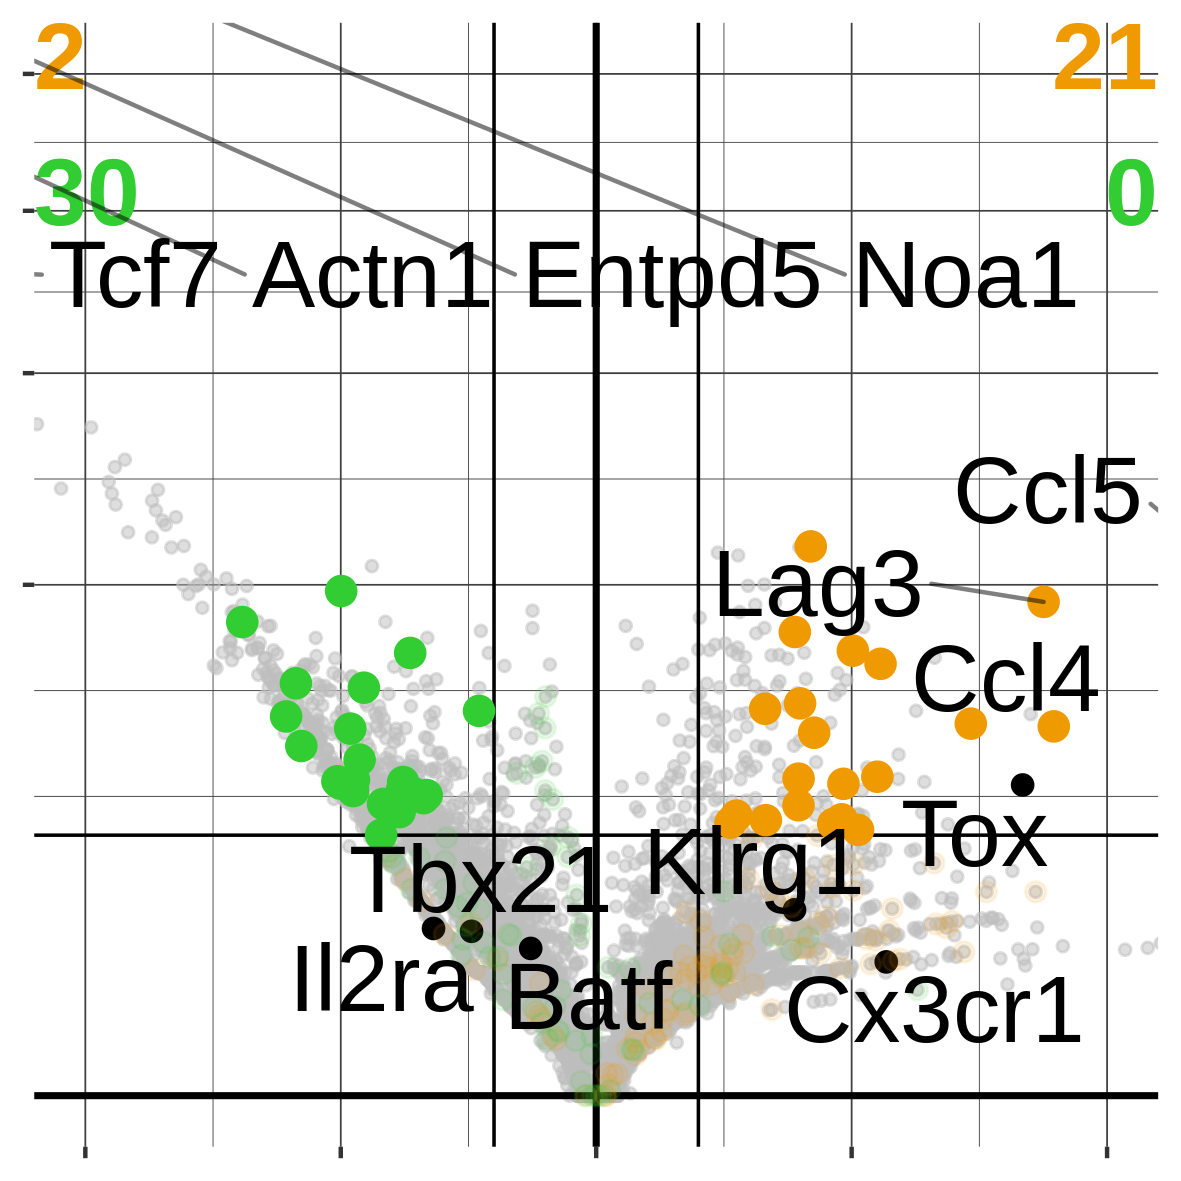 2 21
30 0
Tcf7 Actn1 Entpd5 Noa1
Ccl5
Lag3
Ccl4
Tox
Klrg1
Tbx21
Il2ra
Batf
Cx3cr1